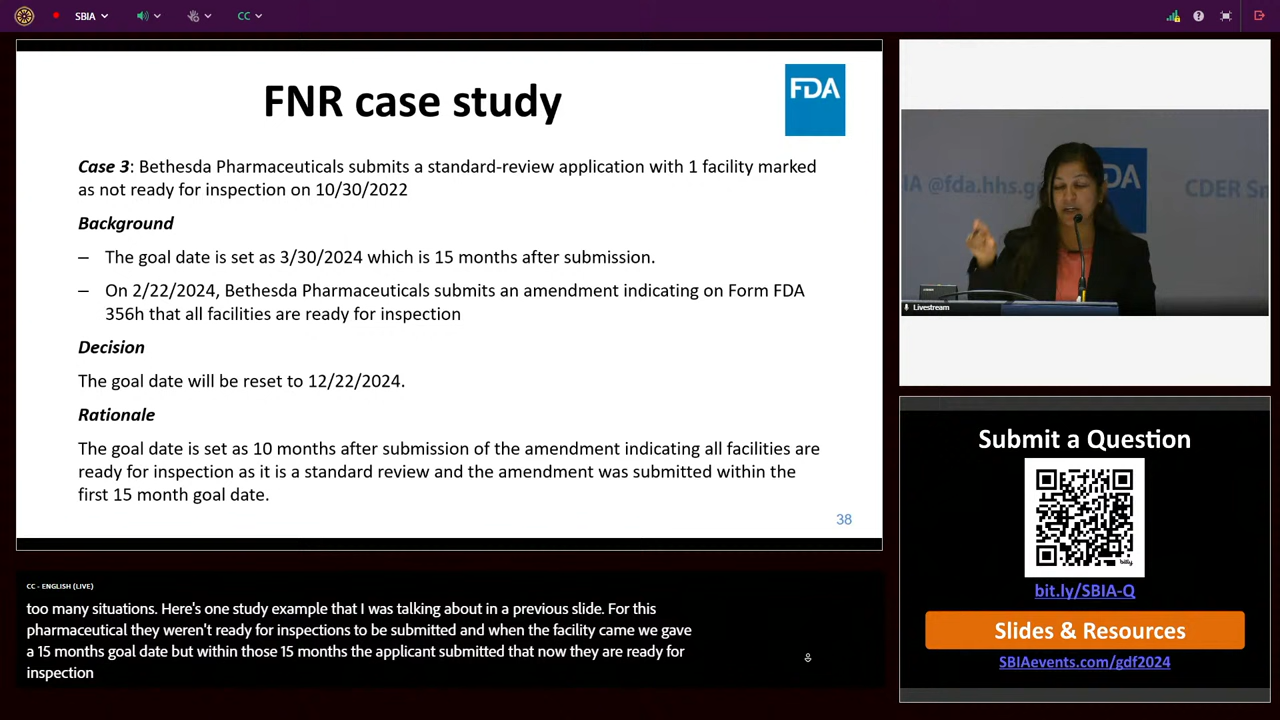 SBIA
CC
FNR case study
FDA
Case 3: Bethesda Pharmaceuticals submits a standard-review application with 1 facility marked
as not ready for inspection on 10/30/2022
Background
– The goal date is set as 3/30/2024 which is 15 months after submission.
– On 2/22/2024, Bethesda Pharmaceuticals submits an amendment indicating on Form FDA
356h that all facilities are ready for inspection
Decision
The goal date will be reset to 12/22/2024.
Rationale
The goal date is set as 10 months after submission of the amendment indicating all facilities are
ready for inspection as it is a standard review and the amendment was submitted within the
first 15 month goal date.
38
@fda.hhs.g
DA
CDER Sm
Livestream
Submit a Question
bitly
bit.ly/SBIA-Q
Slides & Resources
SBIAevents.com/gdf2024
CC - ENGLISH (LIVE)
too many situations. Here's one study example that I was talking about in a previous slide. For this
pharmaceutical they weren't ready for inspections to be submitted and when the facility came we gave
a 15 months goal date but within those 15 months the applicant submitted that now they are ready for
inspection